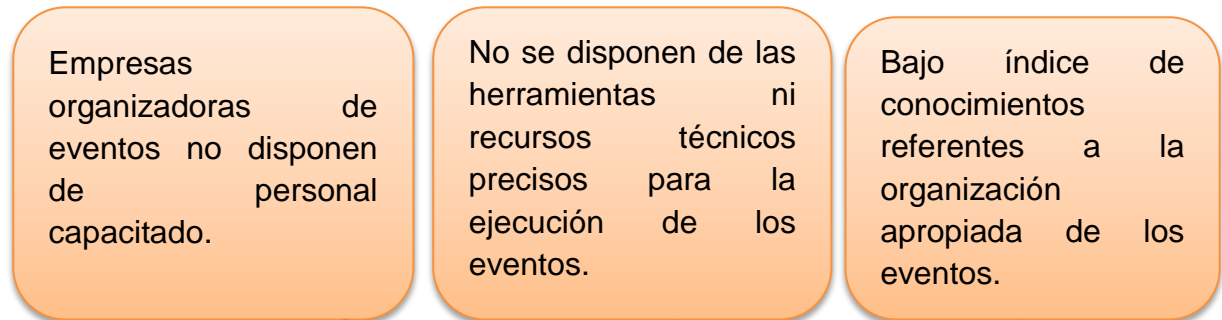 Empresas
organizadoras de
eventos no disponen
de personal
capacitado.
No se disponen de las
herramientas ni
recursos técnicos
precisos para la
ejecución de los
eventos.
Bajo índice de
conocimientos
referentes a la
organización
apropiada de los
eventos.